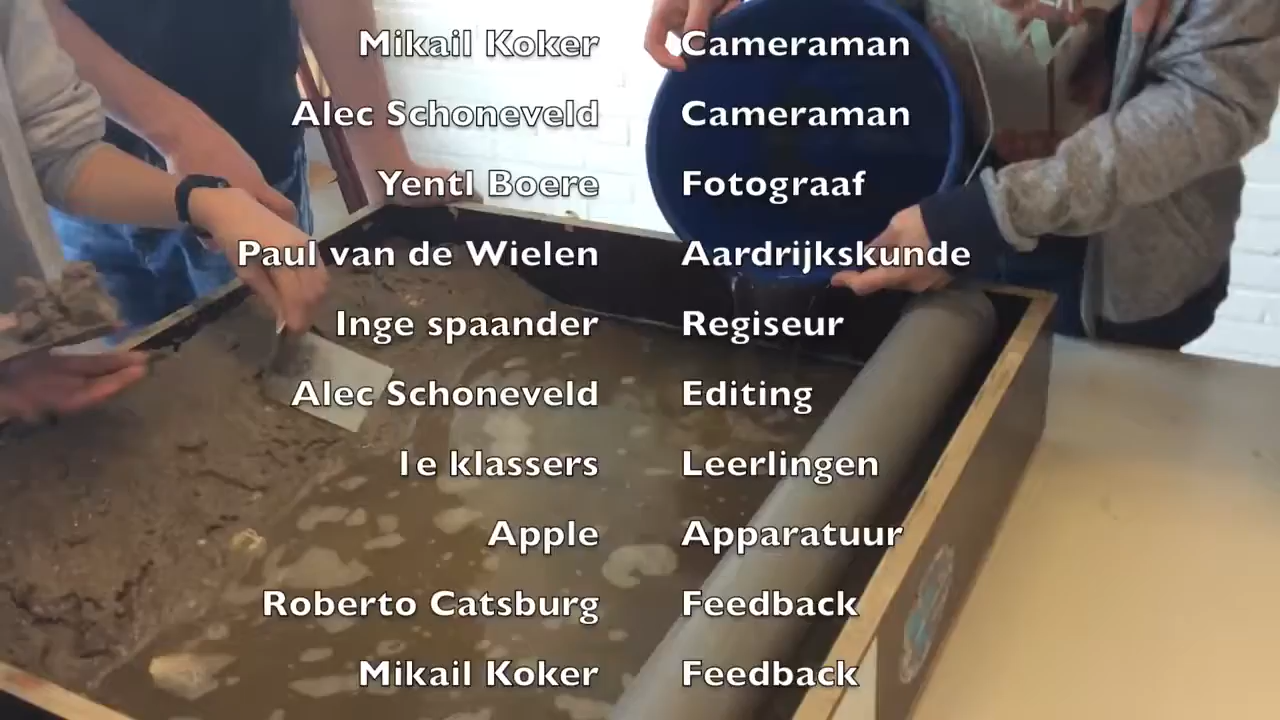 Mikail Koker Cameraman
Alec Schoneveld Cameraman
Yentl Boere Fotograaf
Paul van de Wielen Aardrijkskunde
Inge spaander Regiseur
Alec Schoneveld Editing
1e klassers Leerlingen
Apple Apparatuur
Roberto Catsburg Feedback
Mikail Koker Feedback